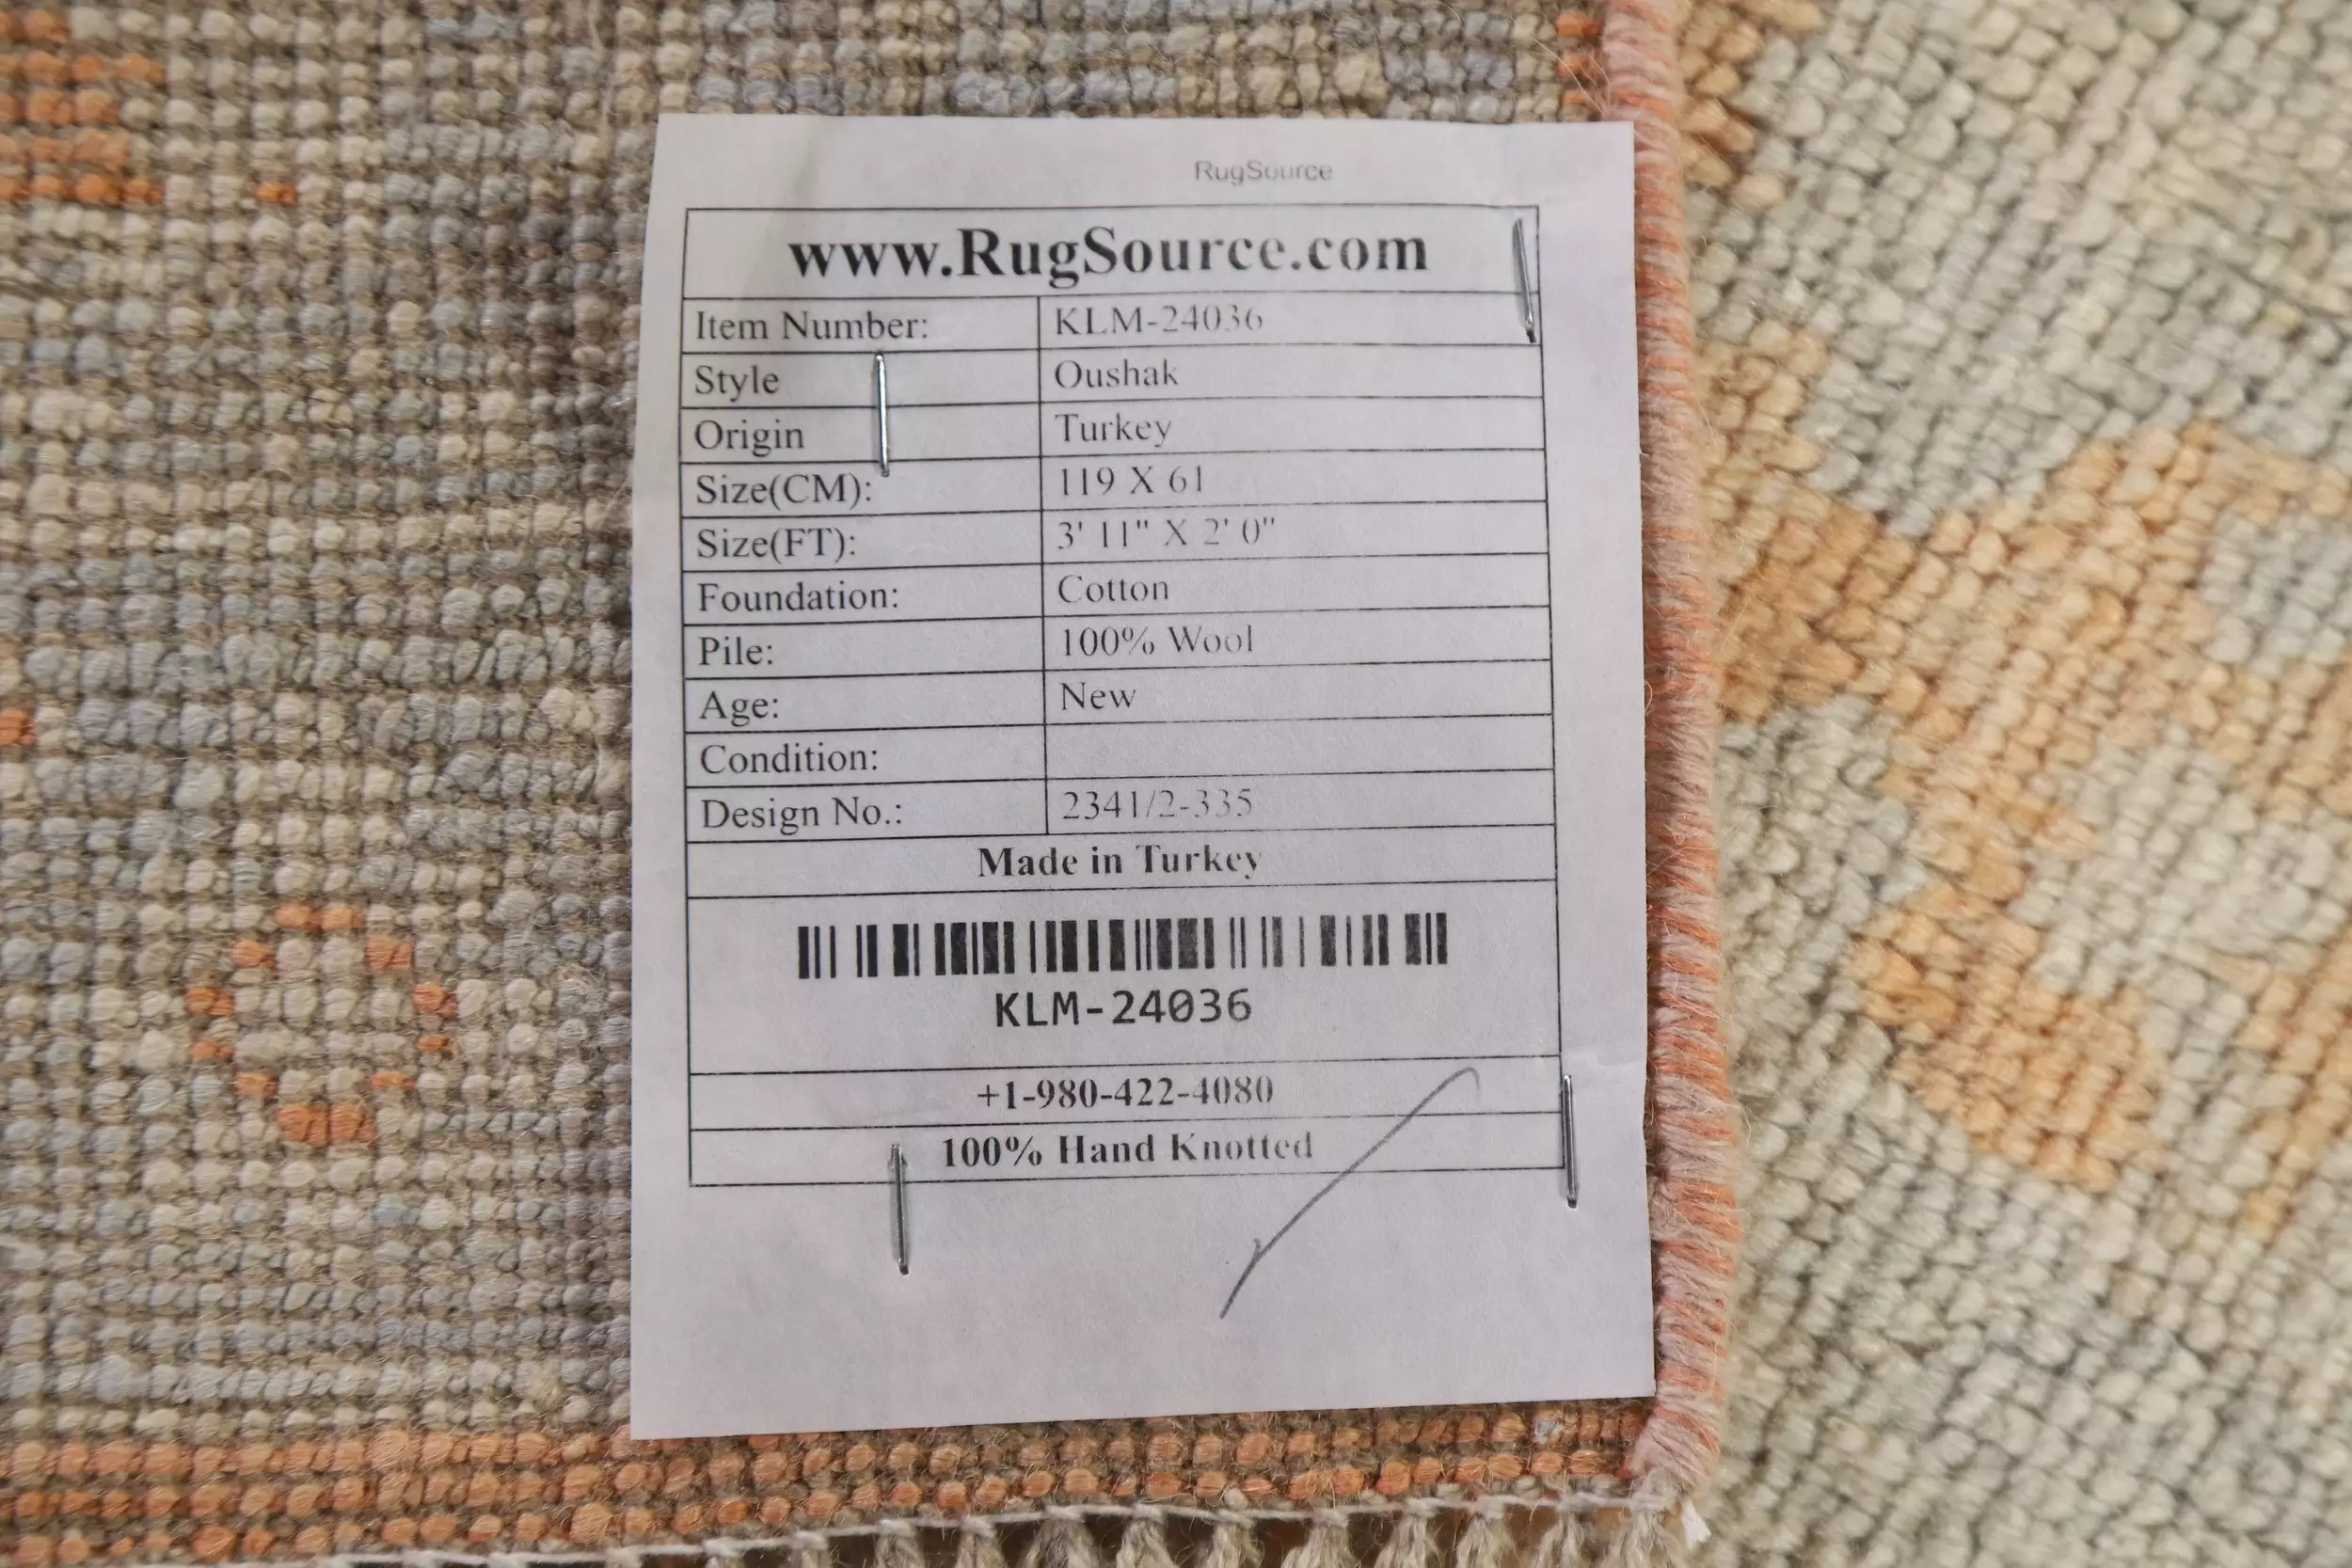 RugSource
www.RugSource.com
Item Number: KLM-24036
Style Oushak
Origin Turkey
Size(CM): 119 X 61
Size(FT): 3' 11" X 2' 0"
Foundation: Cotton
Pile: 100% Wool
Age: New
Condition:
Design No.: 2341/2-335
Made in Turkey
KLM-24036
+1-980-422-4080
100% Hand Knotted